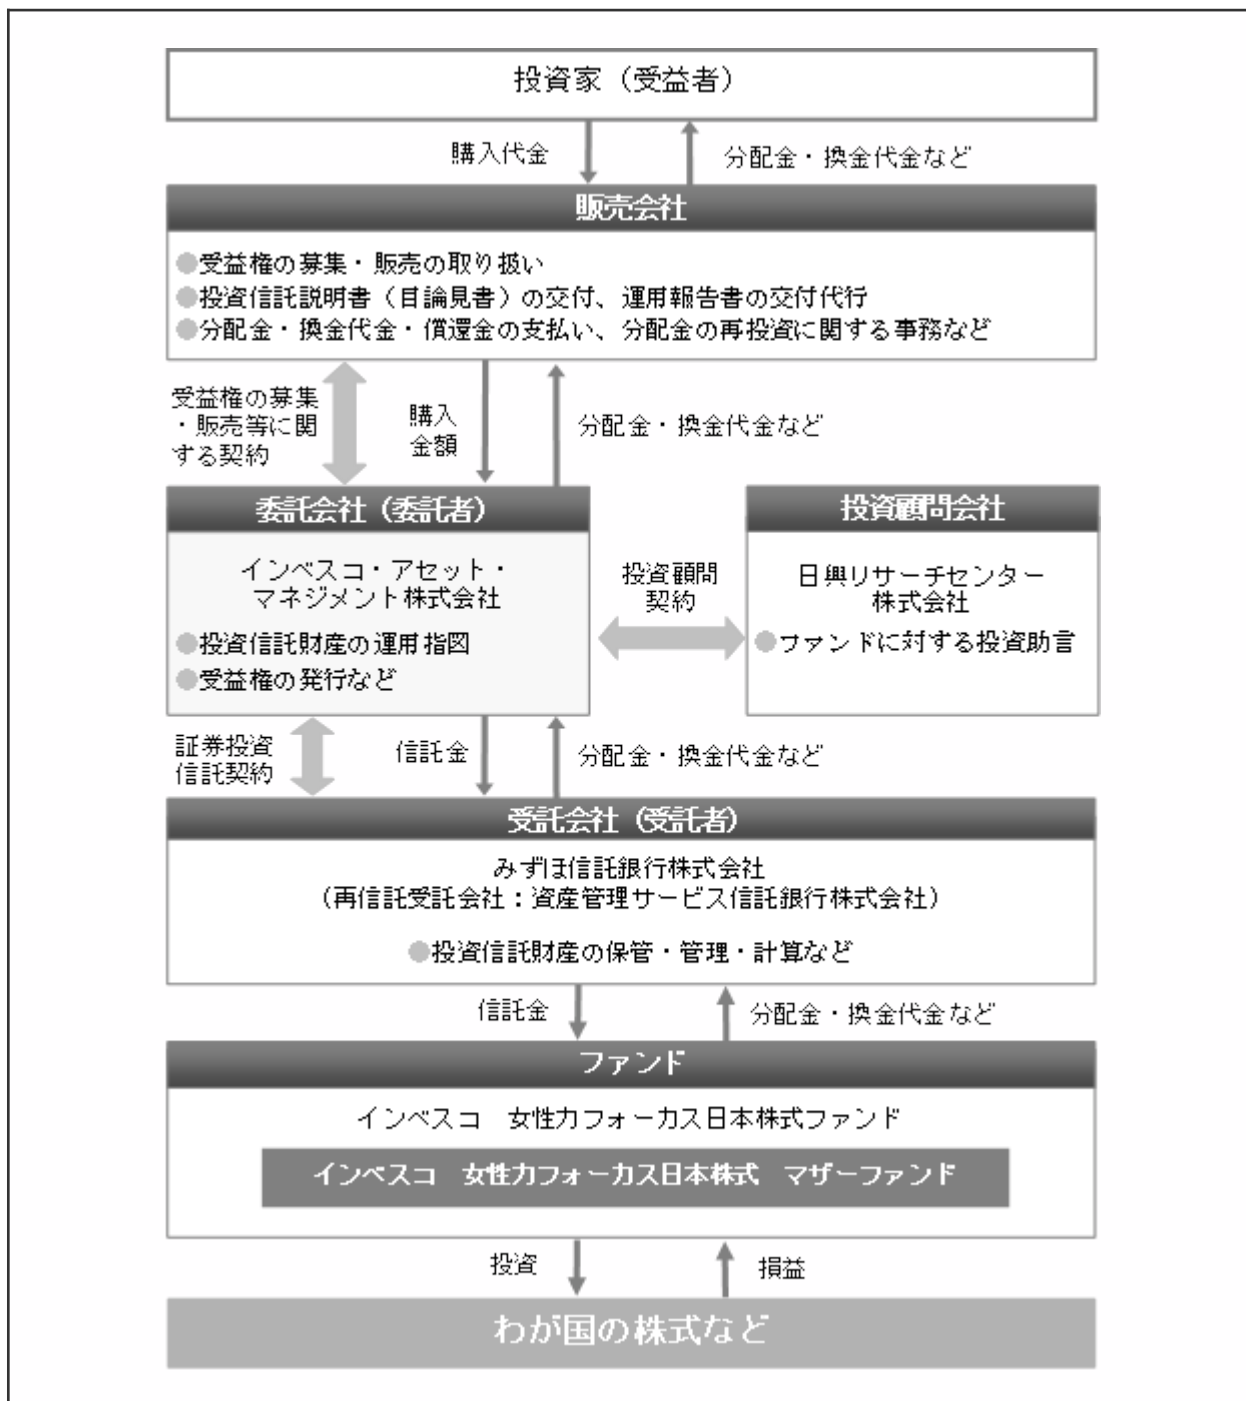 投資家（受益者）
購入代金
分配金・換金代金など
販売会社
●受益権の募集・販売の取り扱い
●投資信託説明書（目論見書）の交付、運用報告書の交付代行
●分配金・換金代金・償還金の支払い、分配金の再投資に関する事務など
受益権の募集
・販売等に関
する契約
購入
金額
分配金・換金代金など
委託会社（委託者）
インベスコ・アセット・
マネジメント株式会社
●投資信託財産の運用指図
●受益権の発行など
投資顧問
契約
投資顧問会社
日興リサーチセンター
株式会社
●ファンドに対する投資助言
証券投資
信託契約
信託金
分配金・換金代金など
受託会社（受託者）
みずほ信託銀行株式会社
（再信託受託会社：資産管理サービス信託銀行株式会社）
●投資信託財産の保管・管理・計算など
信託金
分配金・換金代金など
ファンド
インベスコ　女性力フォーカス日本株式ファンド
インベスコ　女性力フォーカス日本株式　マザーファンド
投資
損益
わが国の株式など